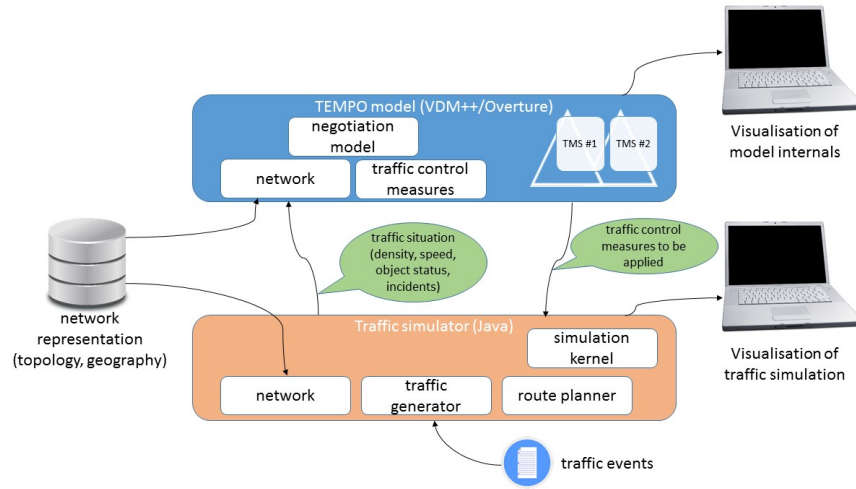 TEMPO model (VDM++/Overture)
negotiation
model
network
traffic control
measures
TMS #1
TMS #2
Visualisation of
model internals
traffic situation
(density, speed,
object status,
incidents)
traffic control
measures to be
applied
network
representation
(topology, geography)
Traffic simulator (Java)
simulation
kernel
network
traffic
generator
route planner
Visualisation of
traffic simulation
traffic events